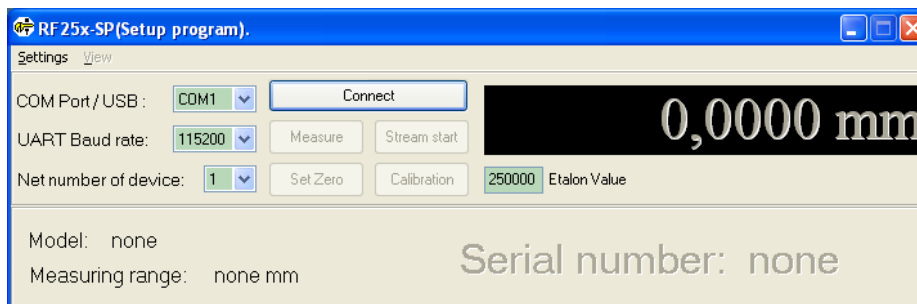 RF25x-SP(Setup program).
Settings View
COM Port / USB : COM1 Connect
0,0000 mm
UART Baud rate: 115200 Measure Stream start
Net number of device: 1 Set Zero Calibration 250000 Etalon Value
Model: none
Serial number: none
Measuring range: none mm